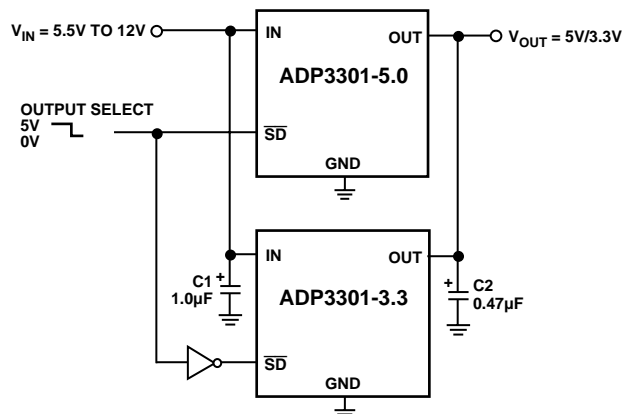 V_IN = 5.5V TO 12V
IN
OUT
V_OUT = 5V/3.3V
ADP3301-5.0
OUTPUT SELECT
5V
0V
SD
GND
IN
OUT
C1
+
1.0µF
ADP3301-3.3
+
C2
0.47µF
SD
GND